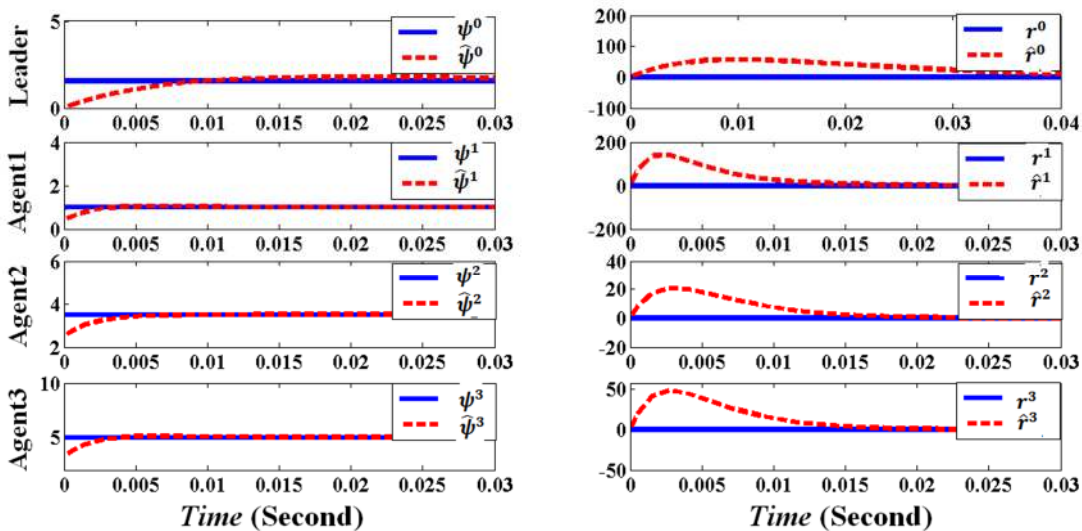 Leader
5
0
ψ⁰
ψ̂⁰
0 0.005 0.01 0.015 0.02 0.025 0.03
200
100
0
-100
r⁰
r̂⁰
0.01 0.02 0.03 0.04
Agent1
4
2
0
ψ¹
ψ̂¹
0 0.005 0.01 0.015 0.02 0.025 0.03
200
0
-200
r¹
r̂¹
0 0.005 0.01 0.015 0.02 0.025 0.03
Agent2
6
4
2
ψ²
ψ̂²
0 0.005 0.01 0.015 0.02 0.025 0.03
40
20
0
-20
r²
r̂²
0 0.005 0.01 0.015 0.02 0.025 0.03
Agent3
10
5
ψ³
ψ̂³
0 0.005 0.01 0.015 0.02 0.025 0.03
Time (Second)
50
0
-50
r³
r̂³
0 0.005 0.01 0.015 0.02 0.025 0.03
Time (Second)